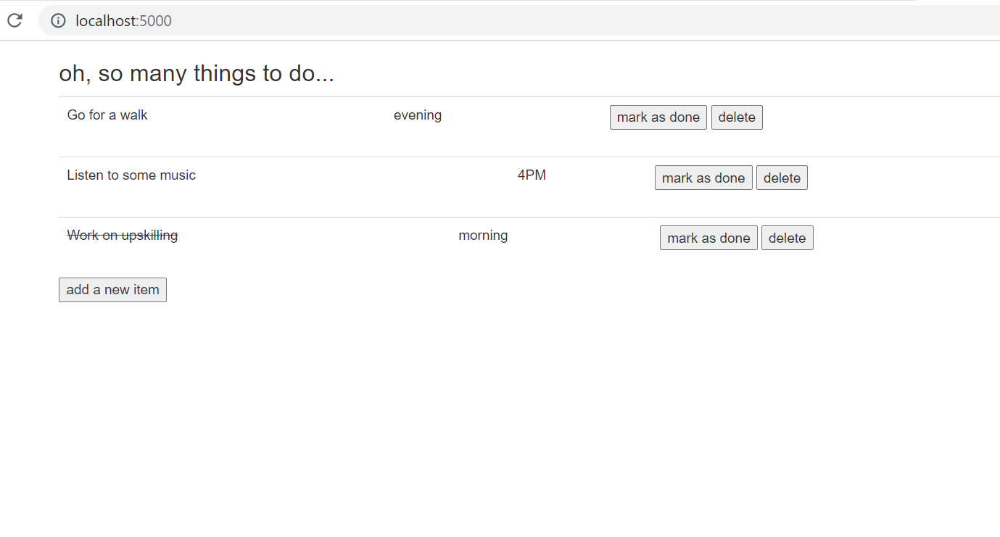 localhost:5000
oh, so many things to do...
Go for a walk evening mark as done delete
Listen to some music 4PM mark as done delete
Work on upskilling morning mark as done delete
add a new item